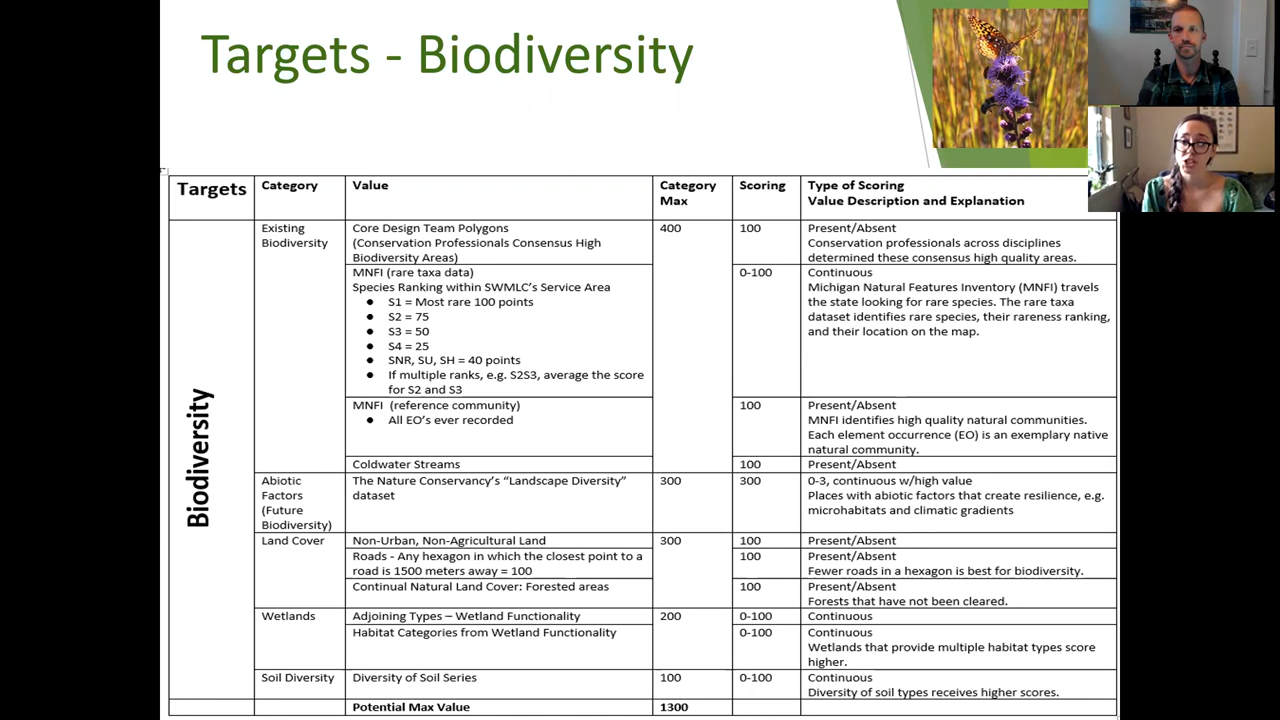 Targets - Biodiversity
Targets
Category
Value
Category
Max
Scoring
Type of Scoring
Value Description and Explanation
Biodiversity
Existing
Biodiversity
Core Design Team Polygons
(Conservation Professionals Consensus High
Biodiversity Areas)
400
100
Present/Absent
Conservation professionals across disciplines
determined these consensus high quality areas.
MNFI (rare taxa data)
Species Ranking within SWMLC's Service Area
● S1 = Most rare 100 points
● S2 = 75
● S3 = 50
● S4 = 25
● SNR, SU, SH = 40 points
● If multiple ranks, e.g. S2S3, average the score
for S2 and S3
0-100
Continuous
Michigan Natural Features Inventory (MNFI) travels
the state looking for rare species. The rare taxa
dataset identifies rare species, their rareness ranking,
and their location on the map.
MNFI (reference community)
● All EO's ever recorded
100
Present/Absent
MNFI identifies high quality natural communities.
Each element occurrence (EO) is an exemplary native
natural community.
Coldwater Streams
100
Present/Absent
Abiotic
Factors
(Future
Biodiversity)
The Nature Conservancy's "Landscape Diversity"
dataset
300
300
0-3, continuous w/high value
Places with abiotic factors that create resilience, e.g.
microhabitats and climatic gradients
Land Cover
Non-Urban, Non-Agricultural Land
300
100
Present/Absent
Roads - Any hexagon in which the closest point to a
road is 1500 meters away = 100
100
Present/Absent
Fewer roads in a hexagon is best for biodiversity.
Continual Natural Land Cover: Forested areas
100
Present/Absent
Forests that have not been cleared.
Wetlands
Adjoining Types – Wetland Functionality
200
0-100
Continuous
Habitat Categories from Wetland Functionality
0-100
Continuous
Wetlands that provide multiple habitat types score
higher.
Soil Diversity
Diversity of Soil Series
100
0-100
Continuous
Diversity of soil types receives higher scores.
Potential Max Value
1300